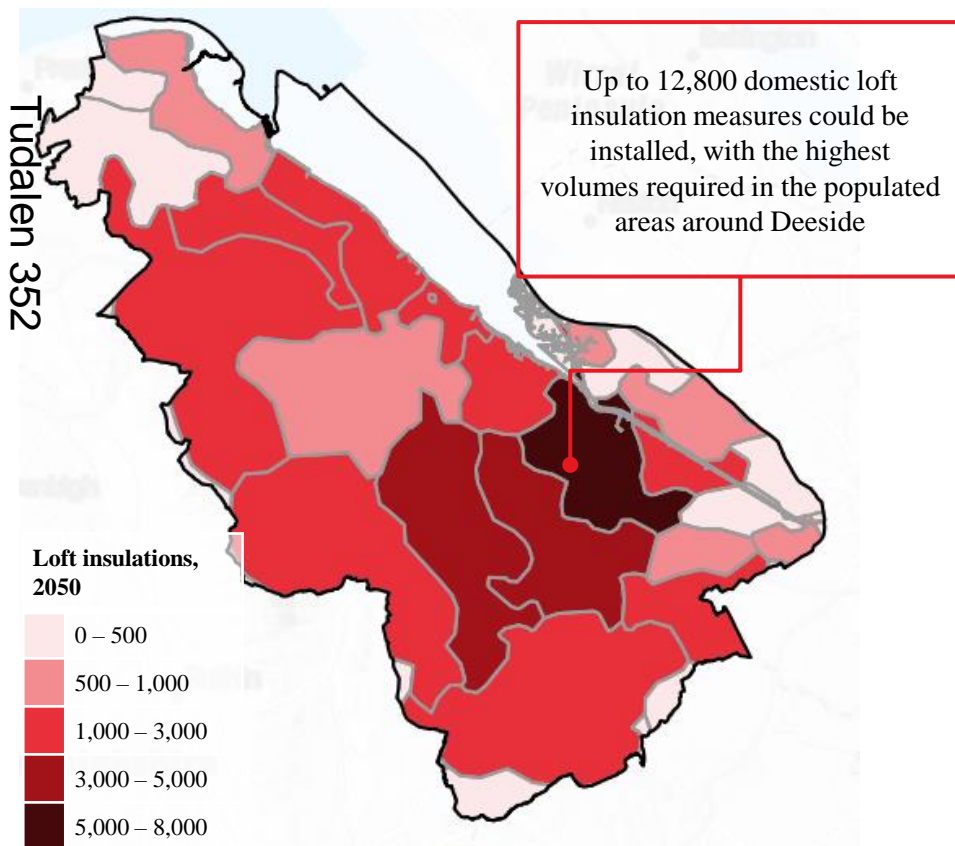 Tudalen 352
Up to 12,800 domestic loft
insulation measures could be
installed, with the highest
volumes required in the populated
areas around Deeside
Loft insulations,
2050
0 – 500
500 – 1,000
1,000 – 3,000
3,000 – 5,000
5,000 – 8,000